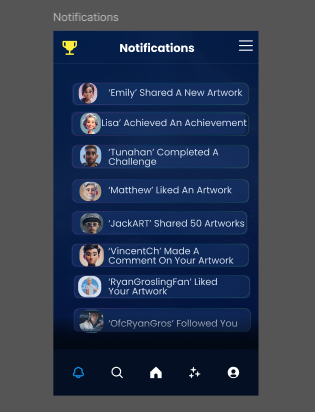 Notifications
Notifications
‘Emily’ Shared A New Artwork
Lisa’ Achieved An Achievement
‘Tunahan’ Completed A
Challenge
‘Matthew’ Liked An Artwork
‘JackART’ Shared 50 Artworks
‘VincentCh’ Made A
Comment On Your Artwork
‘RyanGroslingFan’ Liked
Your Artwork
‘OfcRyanGros’ Followed You